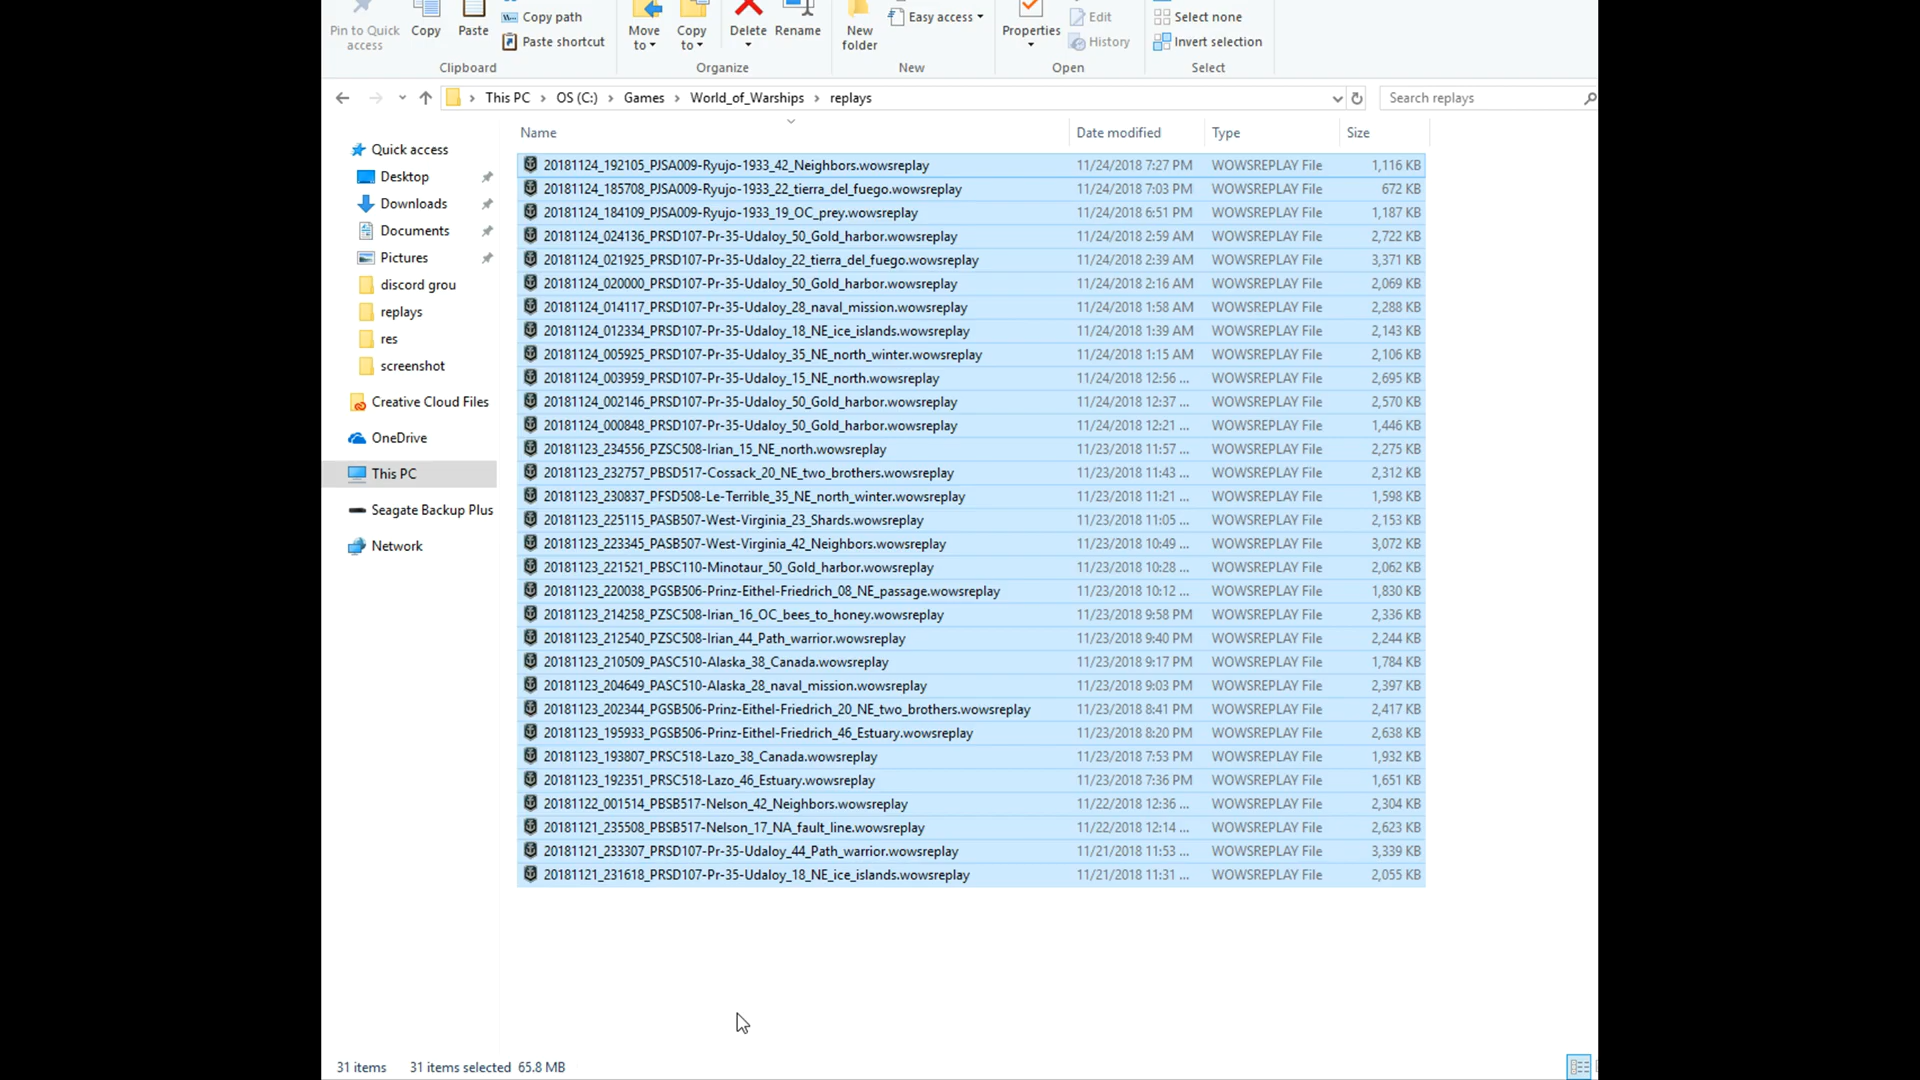 Pin to Quick access
Copy
Paste
Copy path
Paste shortcut
Clipboard
Move to
Copy to
Delete
Rename
Organize
New folder
Easy access
New
Properties
Edit
History
Open
Select none
Invert selection
Select
This PC > OS (C:) > Games > World_of_Warships > replays
Search replays
Name Date modified Type Size
Quick access
Desktop
Downloads
Documents
Pictures
discord grou
replays
res
screenshot
Creative Cloud Files
OneDrive
This PC
Seagate Backup Plus
Network
20181124_192105_PJSA009-Ryujo-1933_42_Neighbors.wowsreplay 11/24/2018 7:27 PM WOWSREPLAY File 1,116 KB
20181124_185708_PJSA009-Ryujo-1933_22_tierra_del_fuego.wowsreplay 11/24/2018 7:03 PM WOWSREPLAY File 672 KB
20181124_184109_PJSA009-Ryujo-1933_19_OC_prey.wowsreplay 11/24/2018 6:51 PM WOWSREPLAY File 1,187 KB
20181124_024136_PRSD107-Pr-35-Udaloy_50_Gold_harbor.wowsreplay 11/24/2018 2:59 AM WOWSREPLAY File 2,722 KB
20181124_021925_PRSD107-Pr-35-Udaloy_22_tierra_del_fuego.wowsreplay 11/24/2018 2:39 AM WOWSREPLAY File 3,371 KB
20181124_020000_PRSD107-Pr-35-Udaloy_50_Gold_harbor.wowsreplay 11/24/2018 2:16 AM WOWSREPLAY File 2,069 KB
20181124_014117_PRSD107-Pr-35-Udaloy_28_naval_mission.wowsreplay 11/24/2018 1:58 AM WOWSREPLAY File 2,288 KB
20181124_012334_PRSD107-Pr-35-Udaloy_18_NE_ice_islands.wowsreplay 11/24/2018 1:39 AM WOWSREPLAY File 2,143 KB
20181124_005925_PRSD107-Pr-35-Udaloy_35_NE_north_winter.wowsreplay 11/24/2018 1:15 AM WOWSREPLAY File 2,106 KB
20181124_003959_PRSD107-Pr-35-Udaloy_15_NE_north.wowsreplay 11/24/2018 12:56 ... WOWSREPLAY File 2,695 KB
20181124_002146_PRSD107-Pr-35-Udaloy_50_Gold_harbor.wowsreplay 11/24/2018 12:37 ... WOWSREPLAY File 2,570 KB
20181124_000848_PRSD107-Pr-35-Udaloy_50_Gold_harbor.wowsreplay 11/24/2018 12:21 ... WOWSREPLAY File 1,446 KB
20181123_234556_PZSC508-Irian_15_NE_north.wowsreplay 11/23/2018 11:57 ... WOWSREPLAY File 2,275 KB
20181123_232757_PBSD517-Cossack_20_NE_two_brothers.wowsreplay 11/23/2018 11:43 ... WOWSREPLAY File 2,312 KB
20181123_230837_PFSD508-Le-Terrible_35_NE_north_winter.wowsreplay 11/23/2018 11:21 ... WOWSREPLAY File 1,598 KB
20181123_225115_PASB507-West-Virginia_23_Shards.wowsreplay 11/23/2018 11:05 ... WOWSREPLAY File 2,153 KB
20181123_223345_PASB507-West-Virginia_42_Neighbors.wowsreplay 11/23/2018 10:49 ... WOWSREPLAY File 3,072 KB
20181123_221521_PBSC110-Minotaur_50_Gold_harbor.wowsreplay 11/23/2018 10:28 ... WOWSREPLAY File 2,062 KB
20181123_220038_PGSB506-Prinz-Eithel-Friedrich_08_NE_passage.wowsreplay 11/23/2018 10:12 ... WOWSREPLAY File 1,830 KB
20181123_214258_PZSC508-Irian_16_OC_bees_to_honey.wowsreplay 11/23/2018 9:58 PM WOWSREPLAY File 2,336 KB
20181123_212540_PZSC508-Irian_44_Path_warrior.wowsreplay 11/23/2018 9:40 PM WOWSREPLAY File 2,244 KB
20181123_210509_PASC510-Alaska_38_Canada.wowsreplay 11/23/2018 9:17 PM WOWSREPLAY File 1,784 KB
20181123_204649_PASC510-Alaska_28_naval_mission.wowsreplay 11/23/2018 9:03 PM WOWSREPLAY File 2,397 KB
20181123_202344_PGSB506-Prinz-Eithel-Friedrich_20_NE_two_brothers.wowsreplay 11/23/2018 8:41 PM WOWSREPLAY File 2,417 KB
20181123_195933_PGSB506-Prinz-Eithel-Friedrich_46_Estuary.wowsreplay 11/23/2018 8:20 PM WOWSREPLAY File 2,638 KB
20181123_193807_PRSC518-Lazo_38_Canada.wowsreplay 11/23/2018 7:53 PM WOWSREPLAY File 1,932 KB
20181123_192351_PRSC518-Lazo_46_Estuary.wowsreplay 11/23/2018 7:36 PM WOWSREPLAY File 1,651 KB
20181122_001514_PBSB517-Nelson_42_Neighbors.wowsreplay 11/22/2018 12:36 ... WOWSREPLAY File 2,304 KB
20181121_235508_PBSB517-Nelson_17_NA_fault_line.wowsreplay 11/22/2018 12:14 ... WOWSREPLAY File 2,623 KB
20181121_233307_PRSD107-Pr-35-Udaloy_44_Path_warrior.wowsreplay 11/21/2018 11:53 ... WOWSREPLAY File 3,339 KB
20181121_231618_PRSD107-Pr-35-Udaloy_18_NE_ice_islands.wowsreplay 11/21/2018 11:31 ... WOWSREPLAY File 2,055 KB
31 items 31 items selected 65.8 MB